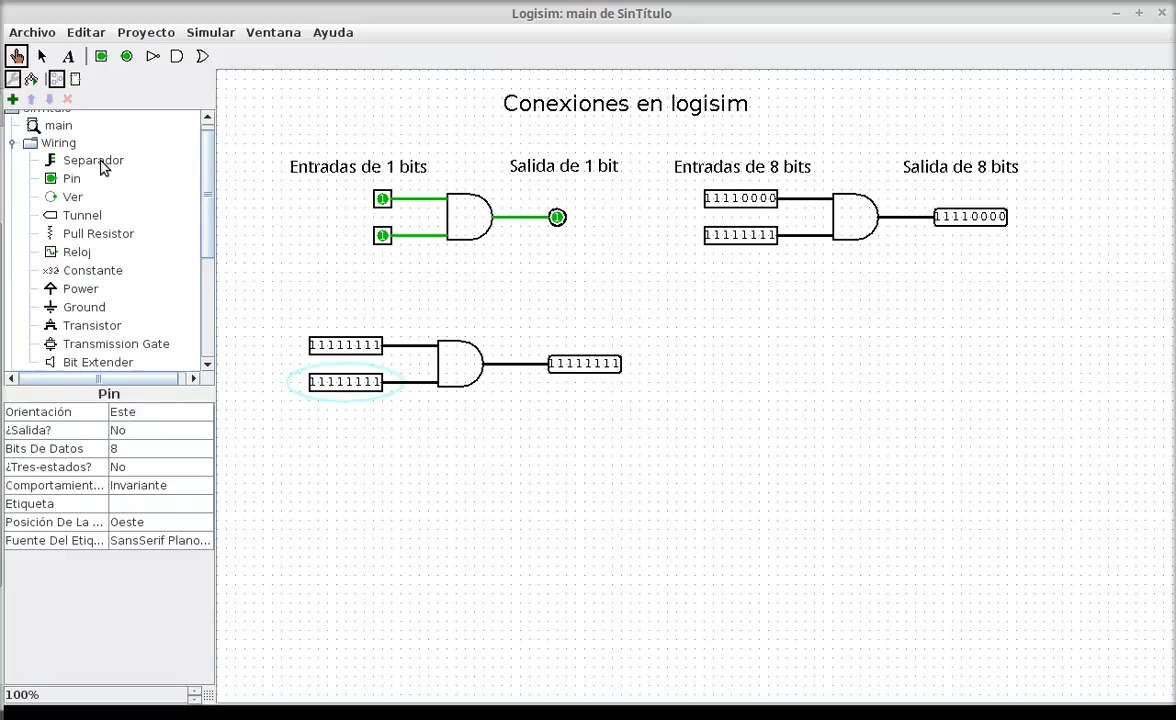 Logisim: main de SinTítulo
Archivo Editar Proyecto Simular Ventana Ayuda
A
SinTítulo
main
Wiring
Separador
Pin
Ver
Tunnel
Pull Resistor
Reloj
Constante
Power
Ground
Transistor
Transmission Gate
Bit Extender
Pin
Orientación Este
¿Salida? No
Bits De Datos 8
¿Tres-estados? No
Comportamient... Invariante
Etiqueta
Posición De La ... Oeste
Fuente Del Etiq... SansSerif Plano...
100%
Conexiones en logisim
Entradas de 1 bits Salida de 1 bit Entradas de 8 bits Salida de 8 bits
1 11110000
1 11110000
1 11111111
11111111
11111111
11111111